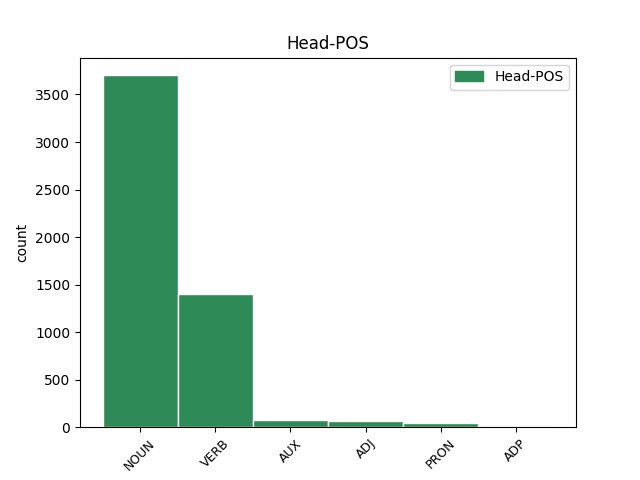 Head-POS
Head-POS
3500
3000
2500
2000
1500
1000
500
0
count
NOUN
VERB
AUX
ADJ
PRON
ADP